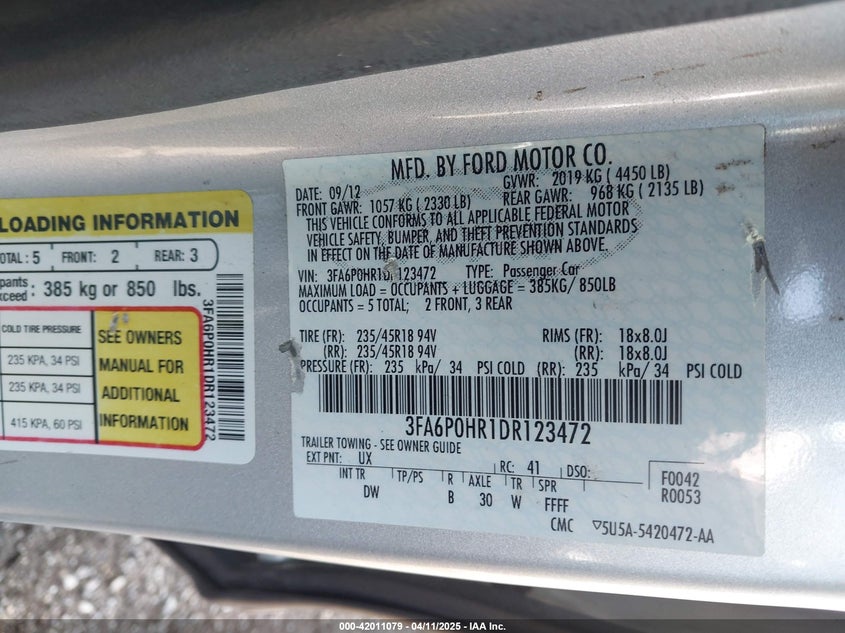 LOADING INFORMATION
OTAL: 5 FRONT: 2 REAR: 3
pants
xceed: 385 kg or 850 lbs.
COLD TIRE PRESSURE
235 KPA, 34 PSI
235 KPA, 34 PSI
415 KPA, 60 PSI
SEE OWNERS
MANUAL FOR
ADDITIONAL
INFORMATION
3FA6P0HR1DR123472
MFD. BY FORD MOTOR CO.
DATE: 09/12 GVWR: 2019 KG ( 4450 LB)
FRONT GAWR: 1057 KG ( 2330 LB) REAR GAWR: 968 KG ( 2135 LB)
THIS VEHICLE CONFORMS TO ALL APPLICABLE FEDERAL MOTOR
VEHICLE SAFETY, BUMPER, AND THEFT PREVENTION STANDARDS
IN EFFECT ON THE DATE OF MANUFACTURE SHOWN ABOVE.
VIN: 3FA6P0HR1DR123472 TYPE: Passenger Car
MAXIMUM LOAD = OCCUPANTS + LUGGAGE = 385KG/ 850LB
OCCUPANTS = 5 TOTAL; 2 FRONT, 3 REAR
TIRE (FR): 235/45R18 94V RIMS (FR): 18x8.0J
(RR): 235/45R18 94V (RR): 18x8.0J
PRESSURE (FR): 235 kPa/ 34 PSI COLD (RR): 235 kPa/ 34 PSI COLD
3FA6P0HR1DR123472
TRAILER TOWING - SEE OWNER GUIDE
EXT PNT: UX RC: 41 DSO:
INT TR TP/PS R AXLE TR SPR
DW B 30 W FFFF
F0042
R0053
CMC ▽5U5A-5420472-AA
000-42011079 - 04/11/2025 - IAA Inc.